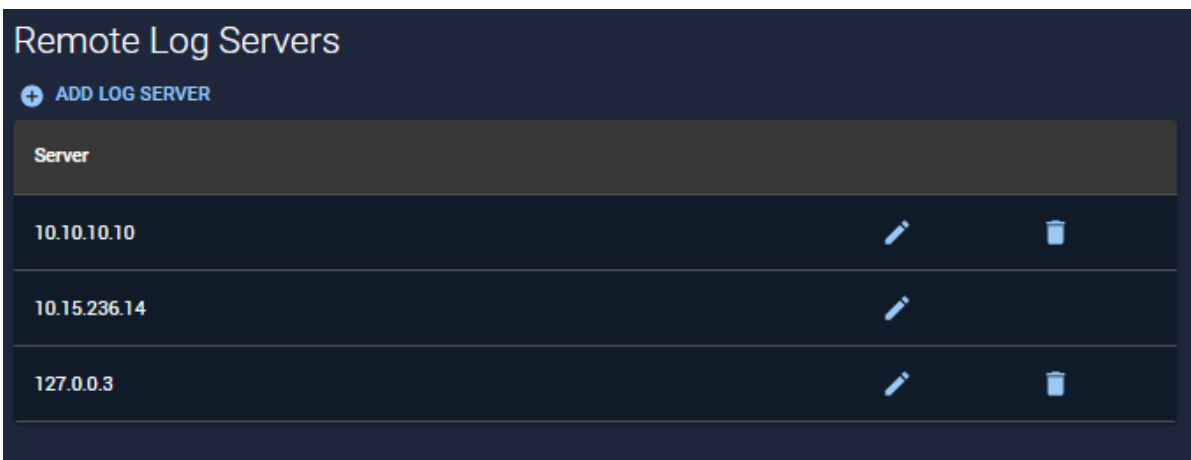 Remote Log Servers
ADD LOG SERVER
Server
10.10.10.10
10.15.236.14
127.0.0.3